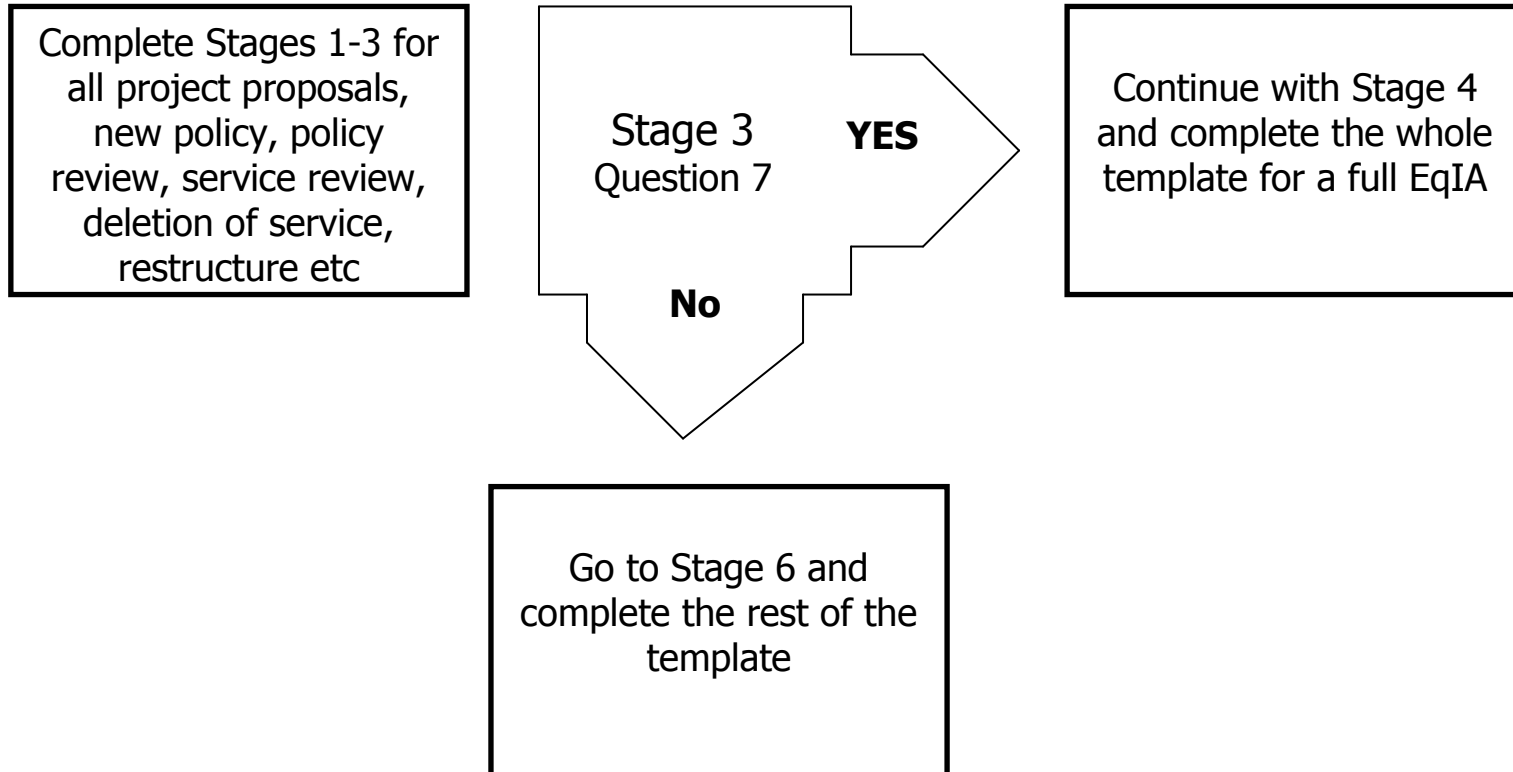 Complete Stages 1-3 for
all project proposals,
new policy, policy
review, service review,
deletion of service,
restructure etc
Stage 3
Question 7
YES
No
Continue with Stage 4
and complete the whole
template for a full EqIA
Go to Stage 6 and
complete the rest of the
template